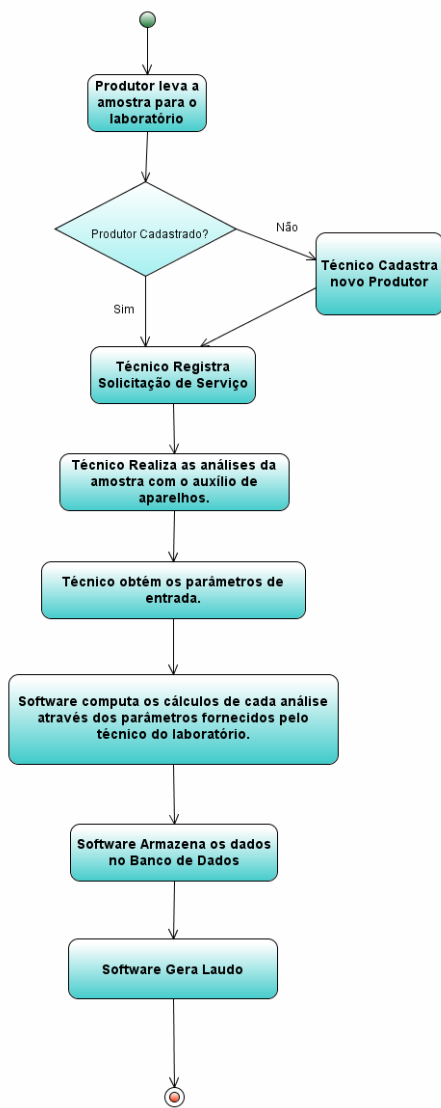 Produtor leva a
amostra para o
laboratório
Produtor Cadastrado?
Não
Técnico Cadastra
novo Produtor
Sim
Técnico Registra
Solicitação de Serviço
Técnico Realiza as análises da
amostra com o auxílio de
aparelhos.
Técnico obtém os parâmetros de
entrada.
Software computa os cálculos de cada análise
através dos parâmetros fornecidos pelo
técnico do laboratório.
Software Armazena os dados
no Banco de Dados
Software Gera Laudo